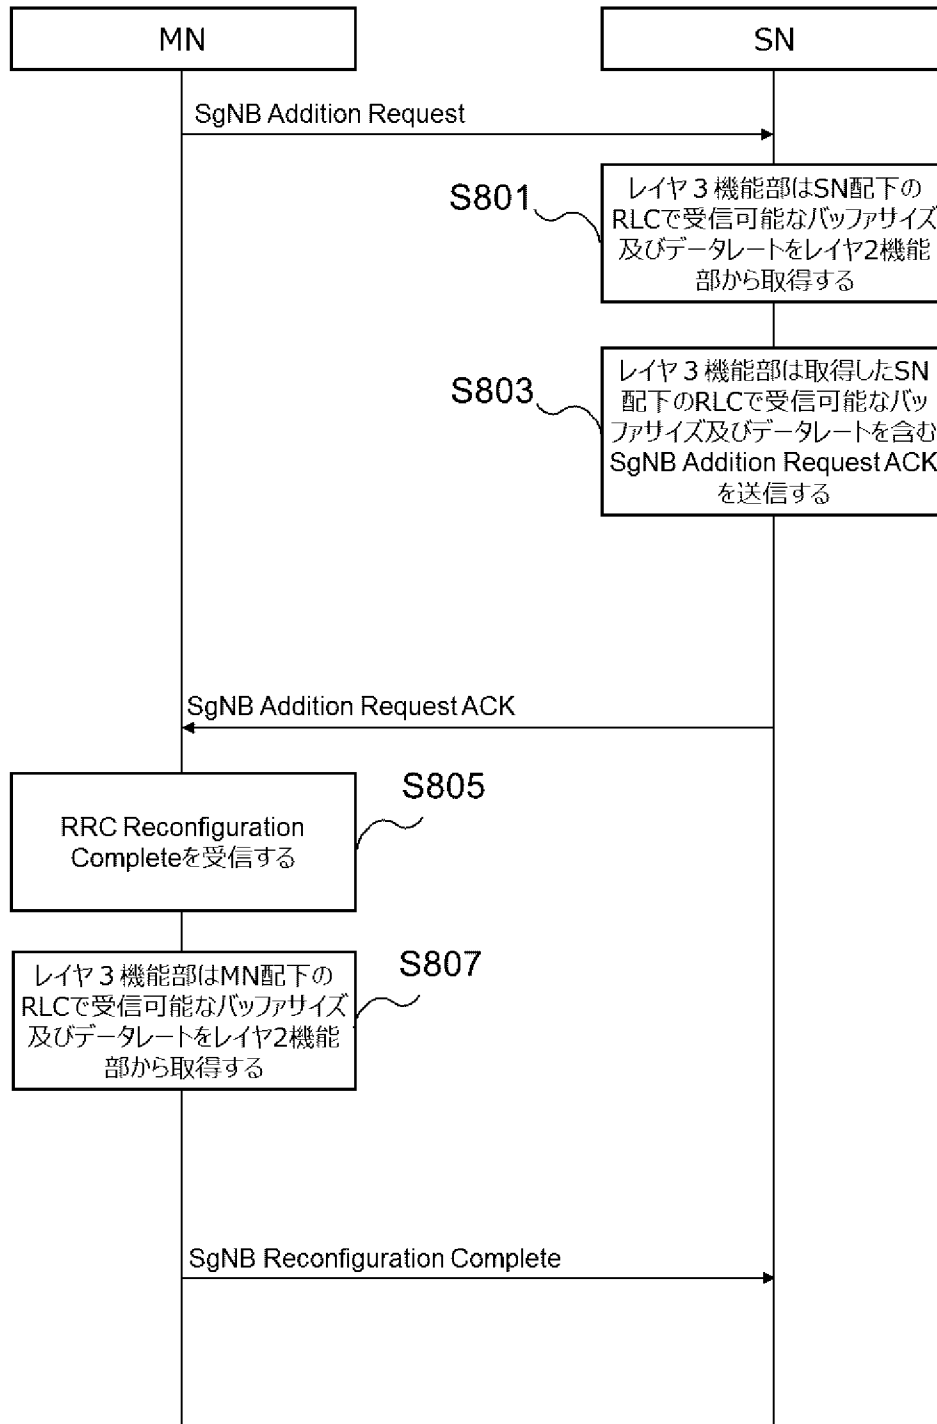 MN
SN
SgNB Addition Request
S801
レイヤ３機能部はSN配下の
RLCで受信可能なバッファサイズ
及びデータレートをレイヤ2機能
部から取得する
S803
レイヤ３機能部は取得したSN
配下のRLCで受信可能なバッ
ファサイズ及びデータレートを含む
SgNB Addition Request ACK
を送信する
SgNB Addition Request ACK
S805
RRC Reconfiguration
Completeを受信する
S807
レイヤ３機能部はMN配下の
RLCで受信可能なバッファサイズ
及びデータレートをレイヤ2機能
部から取得する
SgNB Reconfiguration Complete